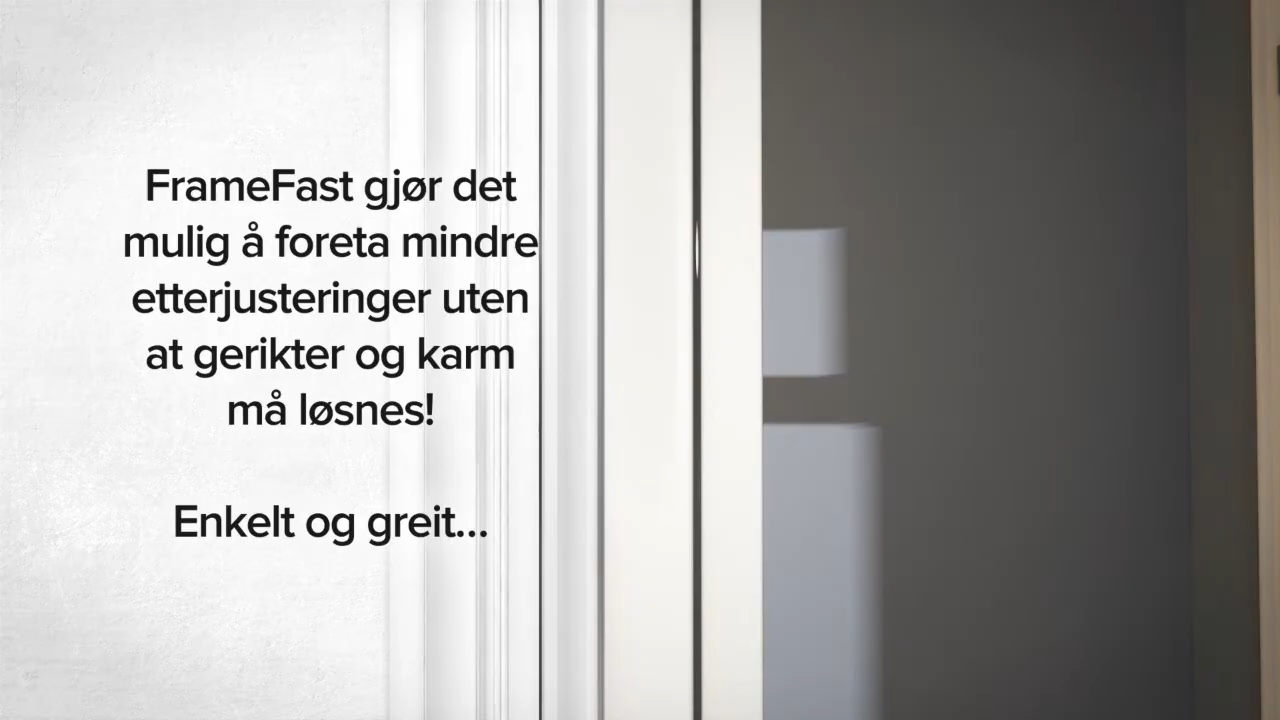 FrameFast gjør det
mulig å foreta mindre
etterjusteringer uten
at gerikter og karm
må løsnes!
Enkelt og greit...